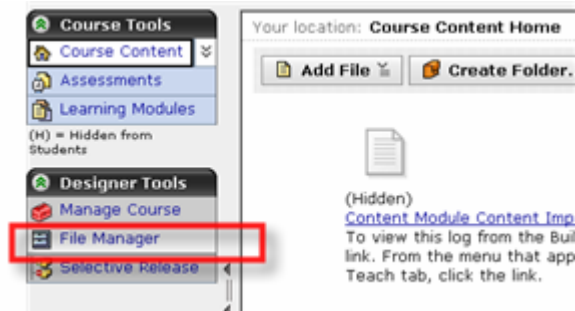 Course Tools
Course Content
Assessments
Learning Modules
(H) = Hidden from
Students
Designer Tools
Manage Course
File Manager
Selective Release
Your location: Course Content Home
Add File
Create Folder.
(Hidden)
Content Module Content Imp
To view this log from the Buil
link. From the menu that app
Teach tab, click the link.